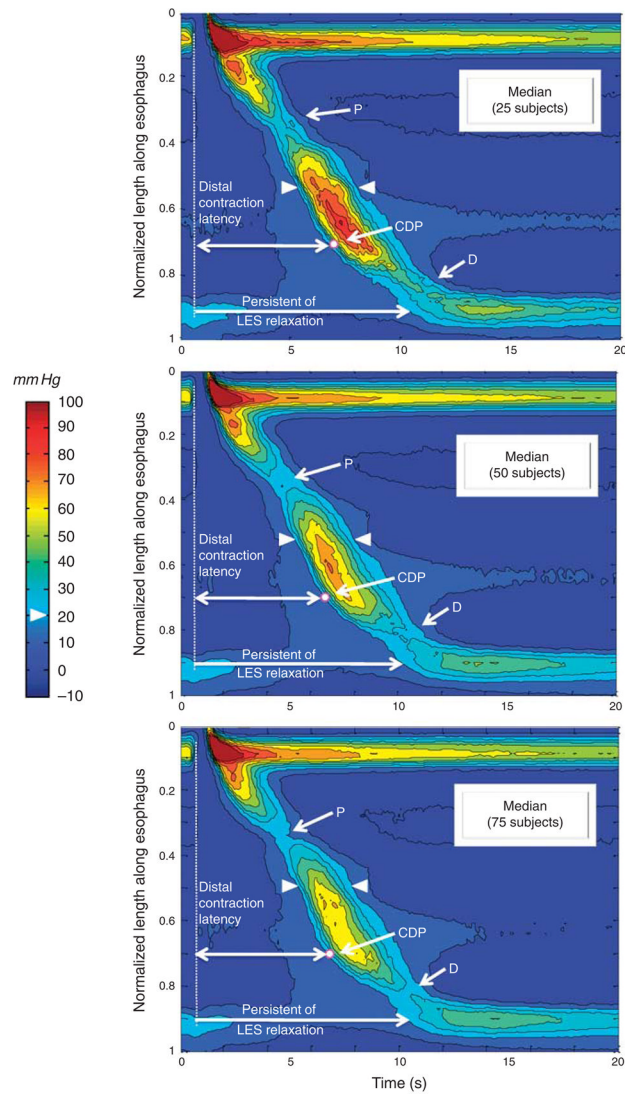 0
0.2
0.4
0.6
0.8
1
Normalized length along esophagus
P
Median
(25 subjects)
Distal
contraction
latency
CDP
D
Persistent of
LES relaxation
0
5
10
15
20
mm Hg
100
90
80
70
60
50
40
30
20
10
0
–10
0
0.2
0.4
0.6
0.8
1
Normalized length along esophagus
P
Median
(50 subjects)
Distal
contraction
latency
CDP
D
Persistent of
LES relaxation
0
5
10
15
20
0
0.2
0.4
0.6
0.8
1
Normalized length along esophagus
P
Median
(75 subjects)
Distal
contraction
latency
CDP
D
Persistent of
LES relaxation
0
5
10
15
20
Time (s)